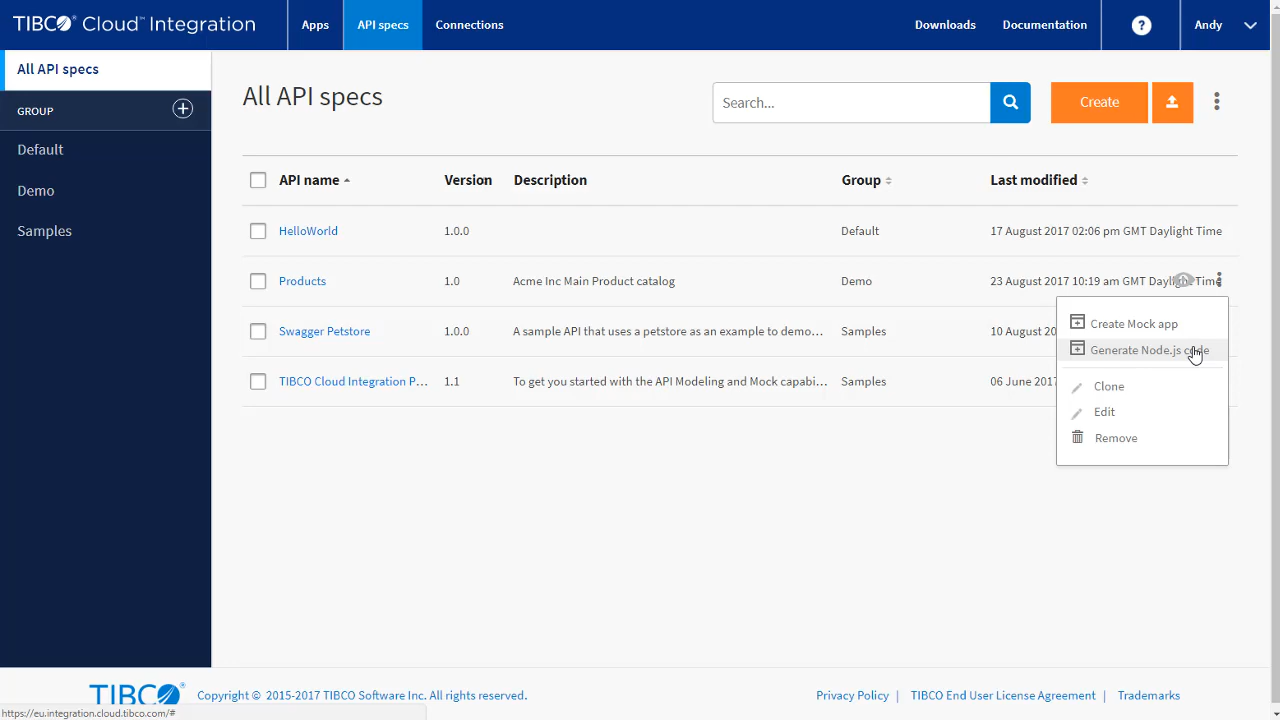 TIBCO Cloud™ Integration Apps API specs Connections Downloads Documentation ? Andy
All API specs
GROUP
Default
Demo
Samples
All API specs Search... Create
API name Version Description Group Last modified
HelloWorld 1.0.0 Default 17 August 2017 02:06 pm GMT Daylight Time
Products 1.0 Acme Inc Main Product catalog Demo 23 August 2017 10:19 am GMT Daylight Time
Swagger Petstore 1.0.0 A sample API that uses a petstore as an example to demo... Samples 10 August 20
TIBCO Cloud Integration P... 1.1 To get you started with the API Modeling and Mock capabi... Samples 06 June 2017
Create Mock app
Generate Node.js code
Clone
Edit
Remove
TIBCO Copyright © 2015-2017 TIBCO Software Inc. All rights reserved. Privacy Policy | TIBCO End User License Agreement | Trademarks
https://eu.integration.cloud.tibco.com/#